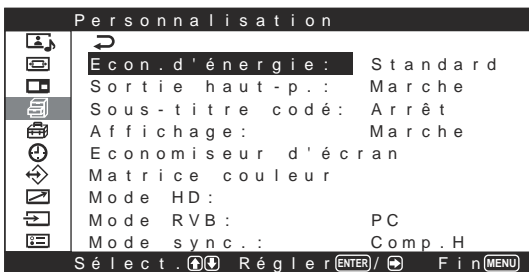 Personnalisation
Econ.d'énergie: Standard
Sortie haut-p.: Marche
Sous-titre codé: Arrêt
Affichage: Marche
Economiseur d'écran
Matrice couleur
Mode HD:
Mode RVB: PC
Mode sync.: Comp.H
Sélect. Régler ENTER / Fin MENU